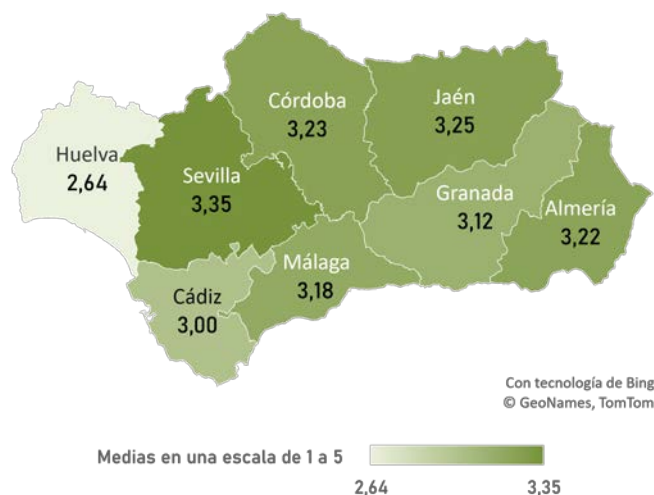 Córdoba
3,23
Jaén
3,25
Huelva
2,64
Sevilla
3,35
Granada
3,12
Almería
3,22
Málaga
3,18
Cádiz
3,00
Con tecnología de Bing
© GeoNames, TomTom
Medias en una escala de 1 a 5
2,64
3,35